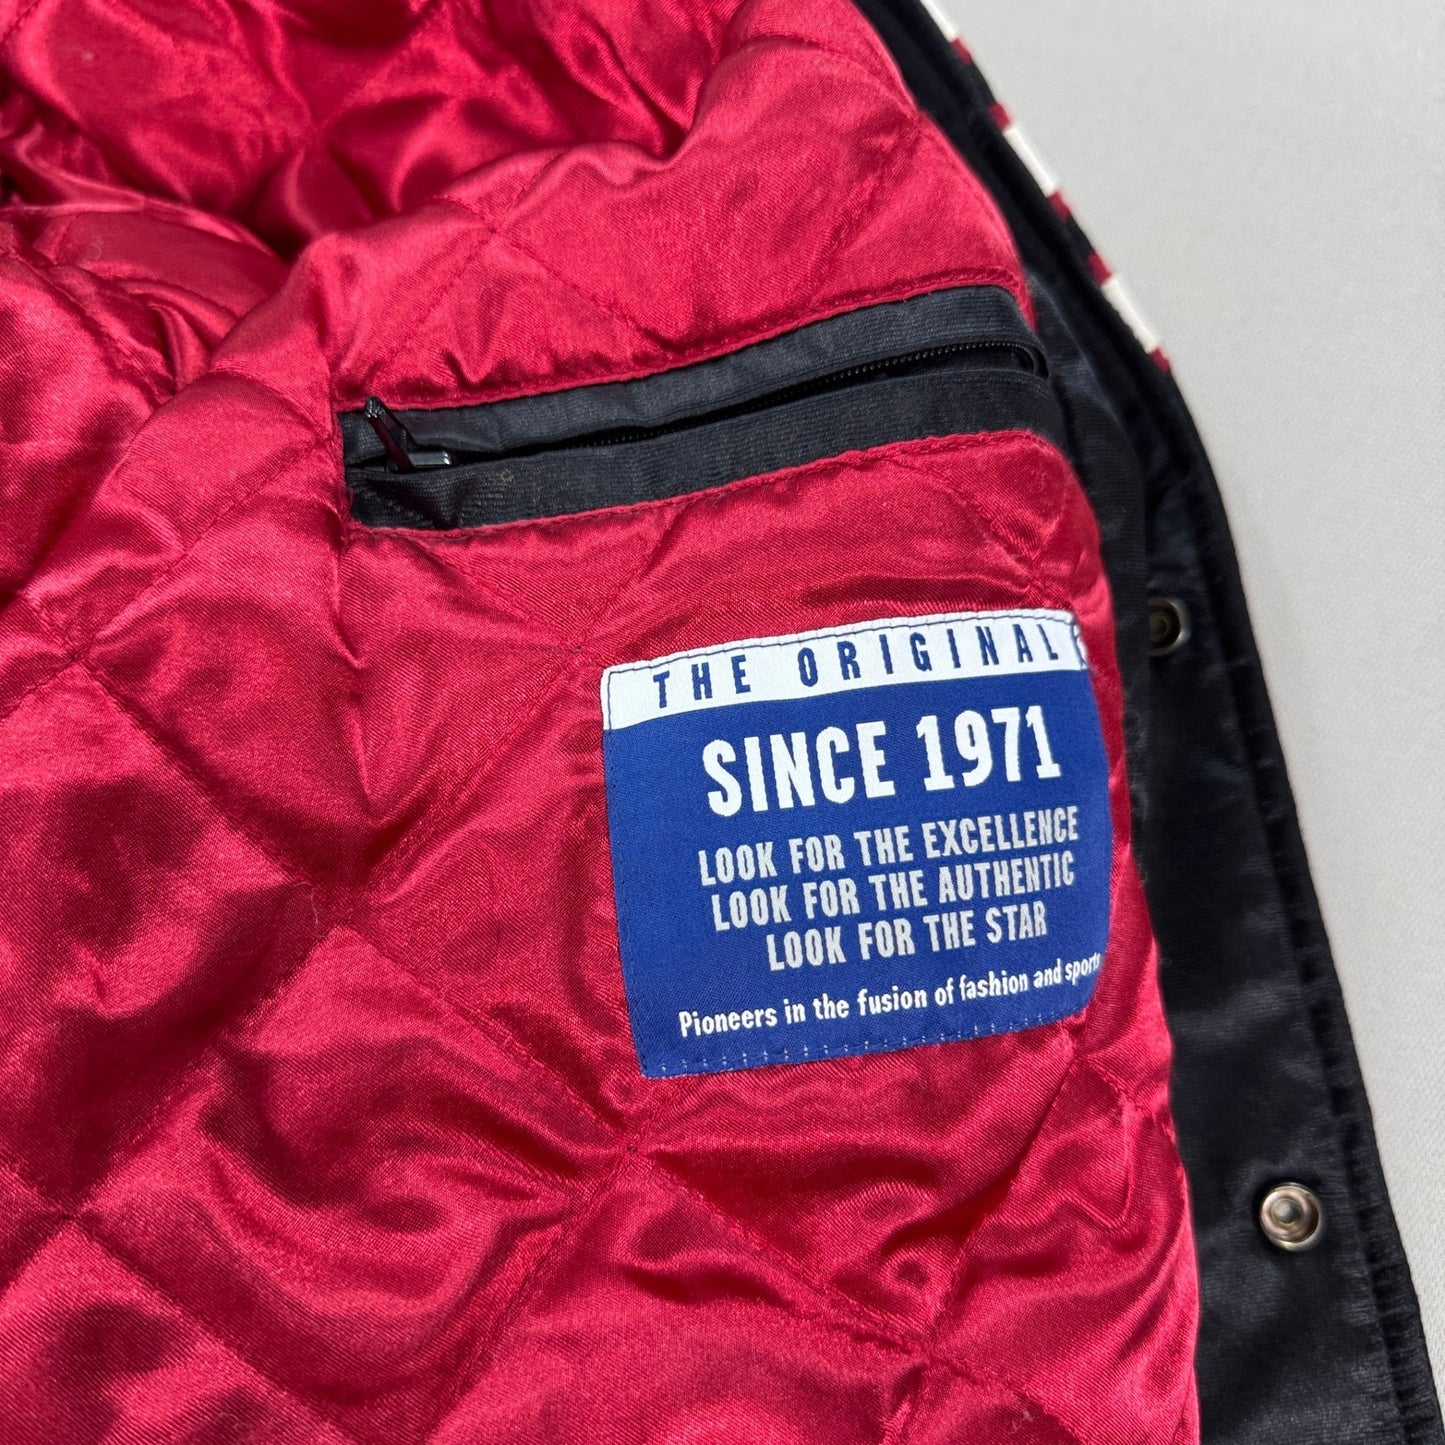 THE ORIGINAL
SINCE 1971
LOOK FOR THE EXCELLENCE
LOOK FOR THE AUTHENTIC
LOOK FOR THE STAR
Pioneers in the fusion of fashion and sports